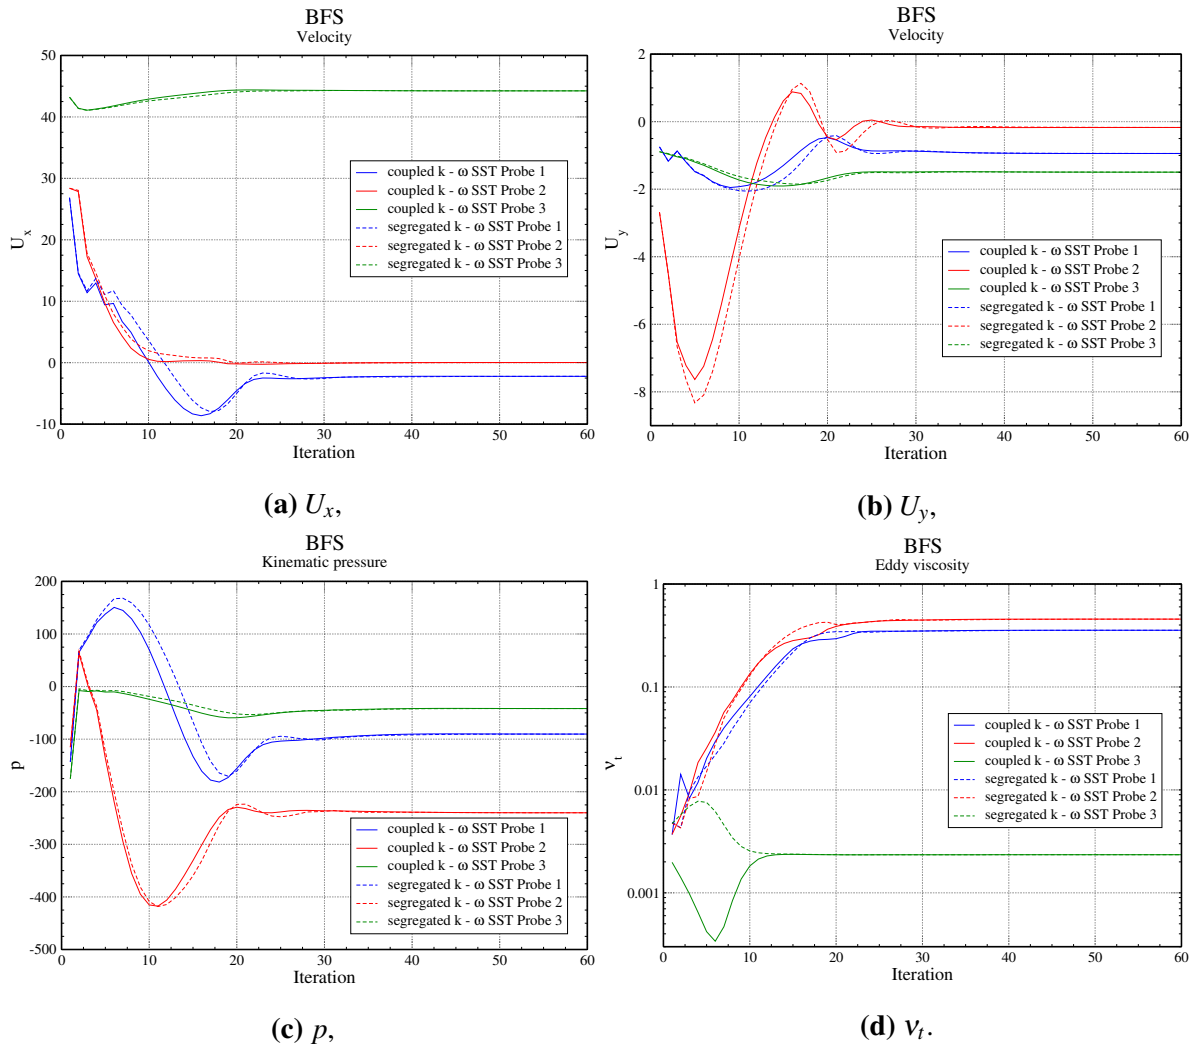 BFS
Velocity
50
40
30
20
10
0
-10
U_x
0
10
20
30
40
50
60
Iteration
coupled k - ω SST Probe 1
coupled k - ω SST Probe 2
coupled k - ω SST Probe 3
segregated k - ω SST Probe 1
segregated k - ω SST Probe 2
segregated k - ω SST Probe 3
(a) U_x,
BFS
Velocity
2
0
-2
-4
-6
-8
U_y
0
10
20
30
40
50
60
Iteration
coupled k - ω SST Probe 1
coupled k - ω SST Probe 2
coupled k - ω SST Probe 3
segregated k - ω SST Probe 1
segregated k - ω SST Probe 2
segregated k - ω SST Probe 3
(b) U_y,
BFS
Kinematic pressure
200
100
0
-100
-200
-300
-400
-500
p
0
10
20
30
40
50
60
Iteration
coupled k - ω SST Probe 1
coupled k - ω SST Probe 2
coupled k - ω SST Probe 3
segregated k - ω SST Probe 1
segregated k - ω SST Probe 2
segregated k - ω SST Probe 3
(c) p,
BFS
Eddy viscosity
1
0.1
0.01
0.001
ν_t
0
10
20
30
40
50
60
Iteration
coupled k - ω SST Probe 1
coupled k - ω SST Probe 2
coupled k - ω SST Probe 3
segregated k - ω SST Probe 1
segregated k - ω SST Probe 2
segregated k - ω SST Probe 3
(d) ν_t.